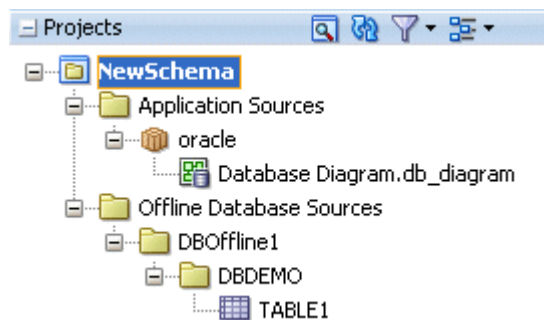 Projects
NewSchema
Application Sources
oracle
Database Diagram.db_diagram
Offline Database Sources
DBOffline1
DBDEMO
TABLE1